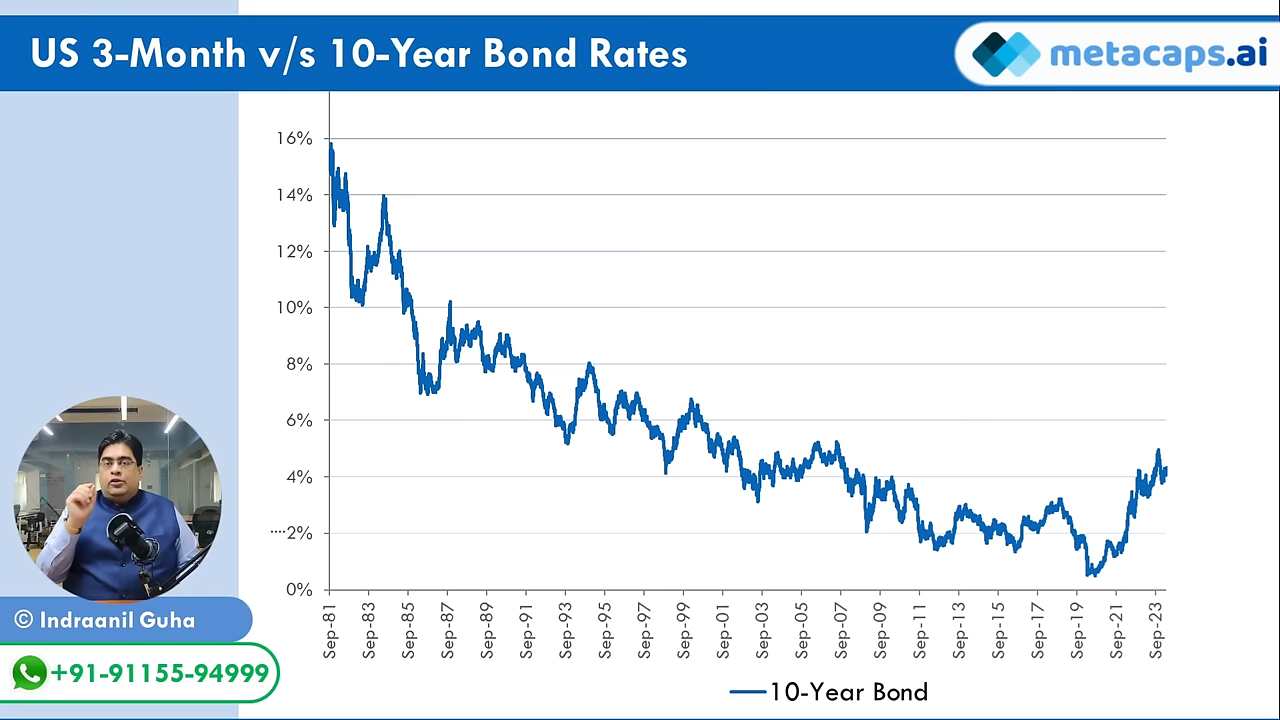 US 3-Month v/s 10-Year Bond Rates
metacaps.ai
16%
14%
12%
10%
8%
6%
4%
2%
0%
Sep-81
Sep-83
Sep-85
Sep-87
Sep-89
Sep-91
Sep-93
Sep-95
Sep-97
Sep-99
Sep-01
Sep-03
Sep-05
Sep-07
Sep-09
Sep-11
Sep-13
Sep-15
Sep-17
Sep-19
Sep-21
Sep-23
10-Year Bond
© Indraanil Guha
+91-91155-94999